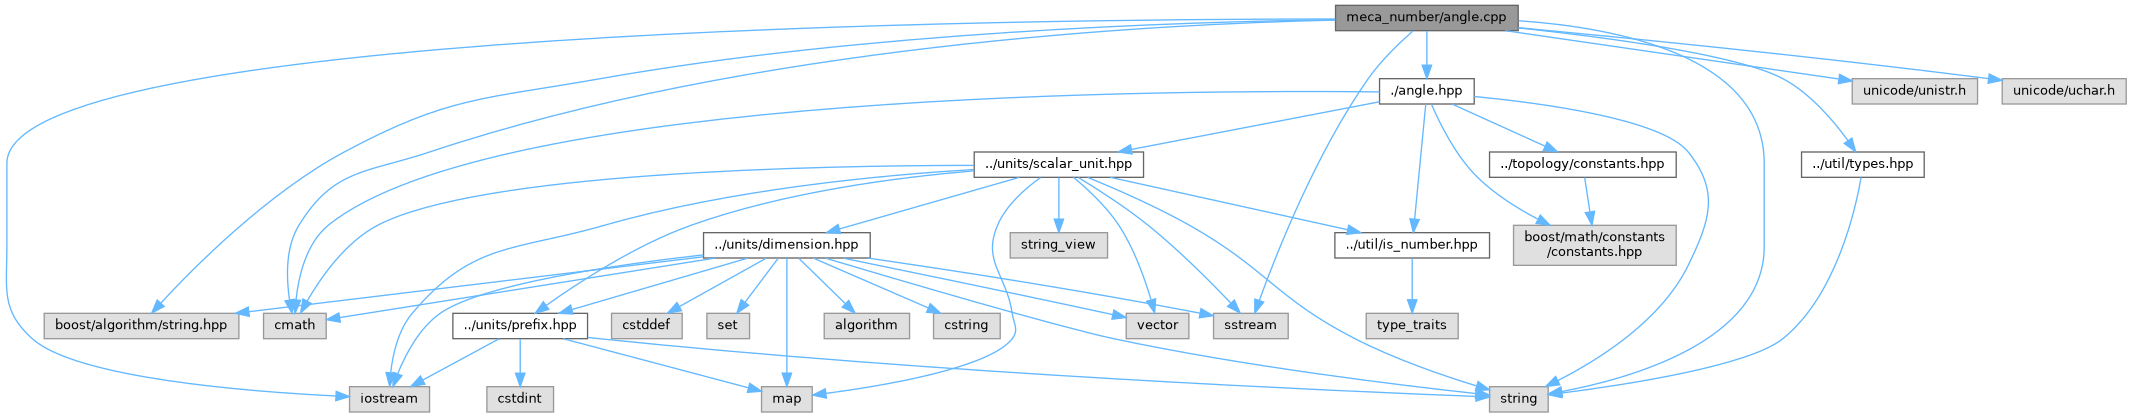 meca_number/angle.cpp
./angle.hpp
unicode/unistr.h
unicode/uchar.h
../units/scalar_unit.hpp
../topology/constants.hpp
../util/types.hpp
../units/dimension.hpp
string_view
../util/is_number.hpp
boost/math/constants
/constants.hpp
boost/algorithm/string.hpp
cmath
../units/prefix.hpp
cstddef
set
algorithm
cstring
vector
sstream
type_traits
iostream
cstdint
map
string